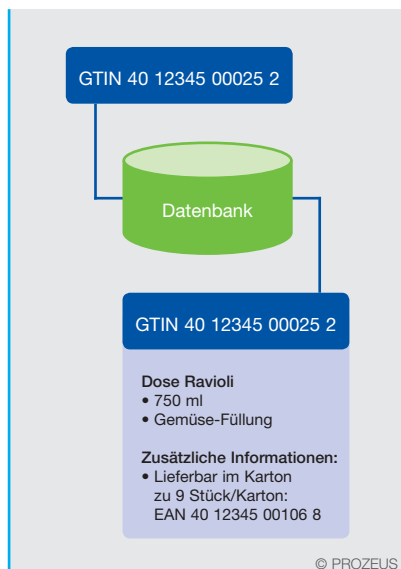 GTIN 40 12345 00025 2
Datenbank
GTIN 40 12345 00025 2
Dose Ravioli
• 750 ml
• Gemüse-Füllung
Zusätzliche Informationen:
• Lieferbar im Karton
zu 9 Stück/Karton:
EAN 40 12345 00106 8
© PROZEUS